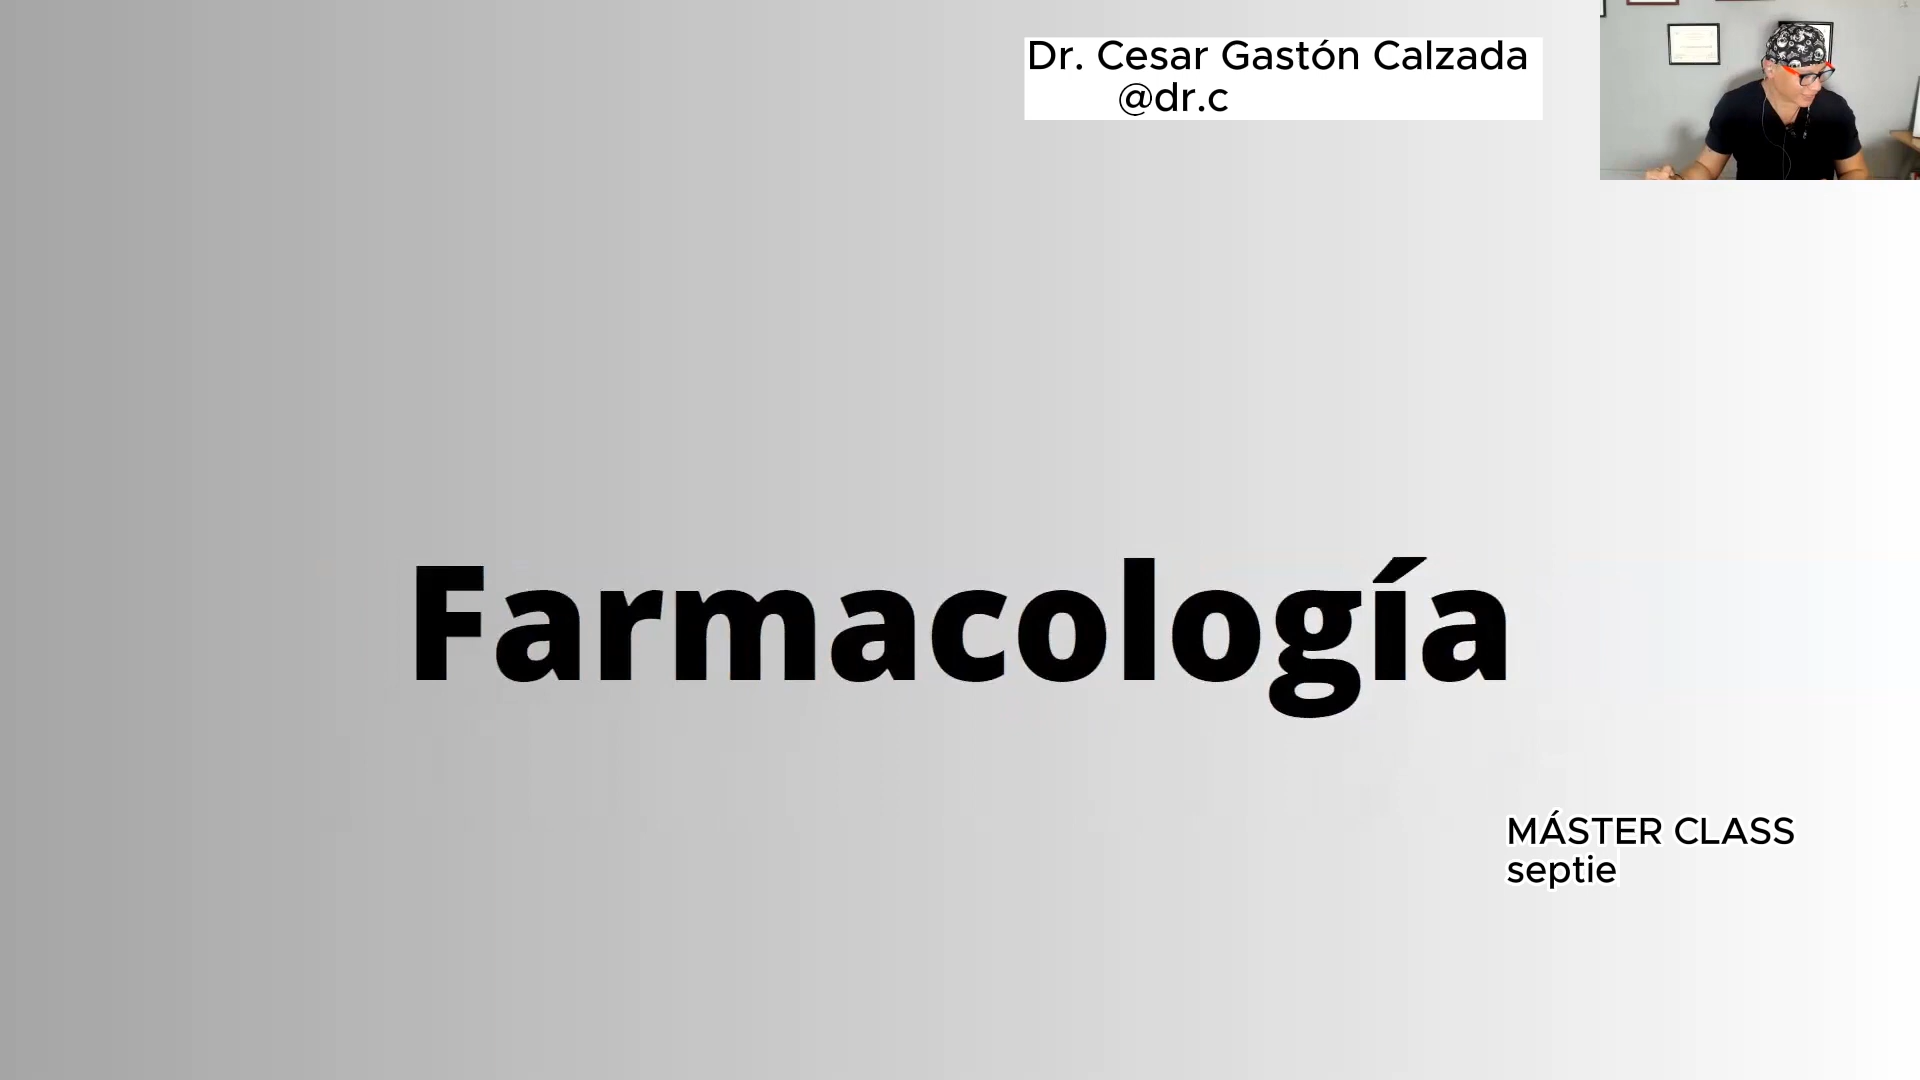 Dr. Cesar Gastón Calzada
@dr.c
Farmacología
MÁSTER CLASS
septie